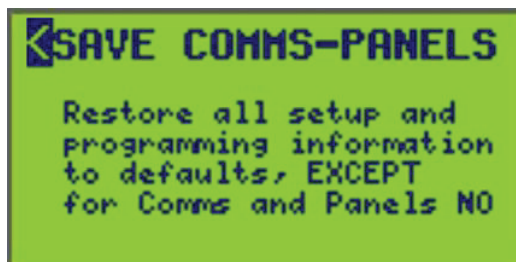 <SAVE COMMS-PANELS
Restore all setup and
programming information
to defaults, EXCEPT
for Comms and Panels NO